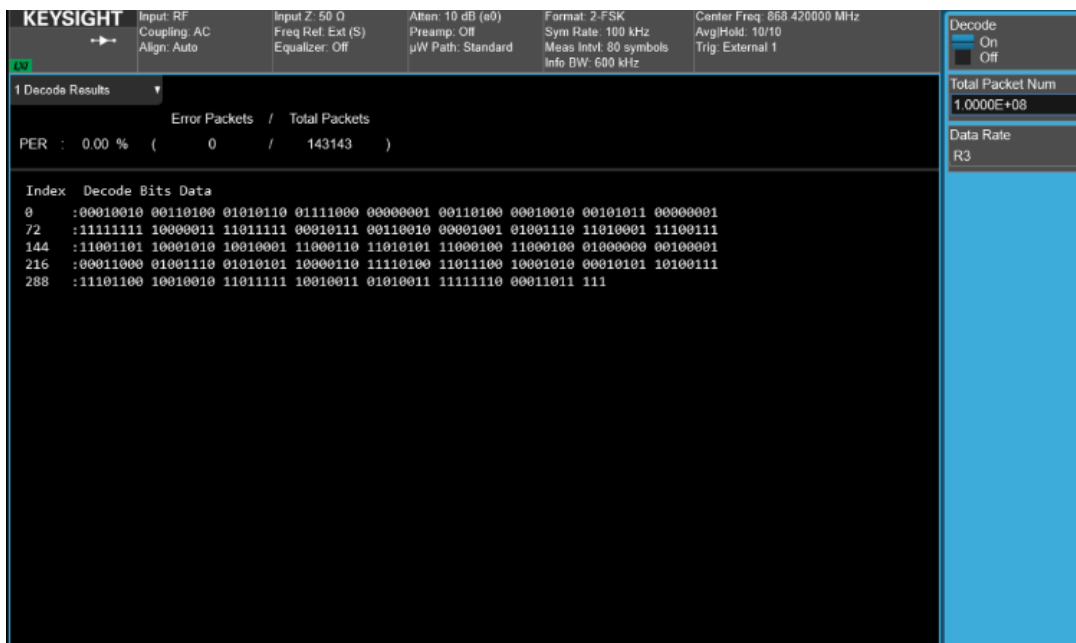 KEYSIGHT
Input: RF
Coupling: AC
Align: Auto
Input Z: 50 Ω
Freq Ref: Ext (S)
Equalizer: Off
Atten: 10 dB (e0)
Preamp: Off
µW Path: Standard
Format: 2-FSK
Sym Rate: 100 kHz
Meas Intvl: 80 symbols
Info BW: 600 kHz
Center Freq: 868.420000 MHz
Avg|Hold: 10/10
Trig: External 1
LXI
1 Decode Results ▼
Error Packets / Total Packets
PER : 0.00 % ( 0 / 143143 )
Index Decode Bits Data
0 :00010010 00110100 01010110 01111000 00000001 00110100 00010010 00101011 00000001
72 :11111111 10000011 11011111 00010111 00110010 00001001 01001110 11010001 11100111
144 :11001101 10001010 10010001 11000110 11010101 11000100 11000100 01000000 00100001
216 :00011000 01001110 01010101 10000110 11110100 11011100 10001010 00010101 10100111
288 :11101100 10010010 11011111 10010011 01010011 11111110 00011011 111
Decode
On
Off
Total Packet Num
1.0000E+08
Data Rate
R3